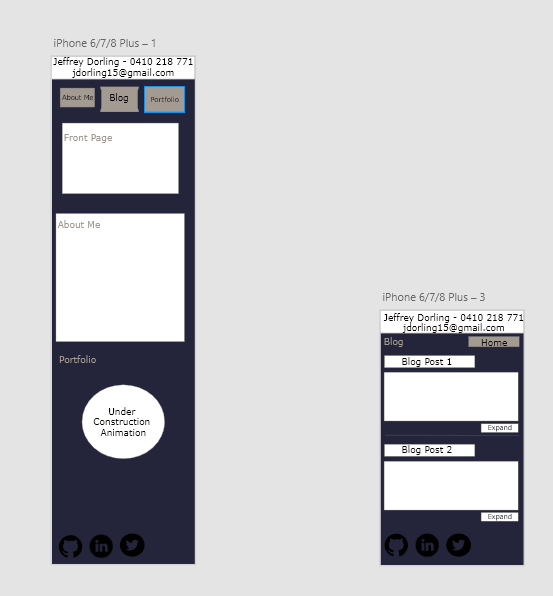 iPhone 6/7/8 Plus – 1
Jeffrey Dorling - 0410 218 771
jdorling15@gmail.com
About Me
Blog
Portfolio
Front Page
About Me
Portfolio
Under
Construction
Animation
in
iPhone 6/7/8 Plus – 3
Jeffrey Dorling - 0410 218 771
jdorling15@gmail.com
Blog
Home
Blog Post 1
Expand
Blog Post 2
Expand
in